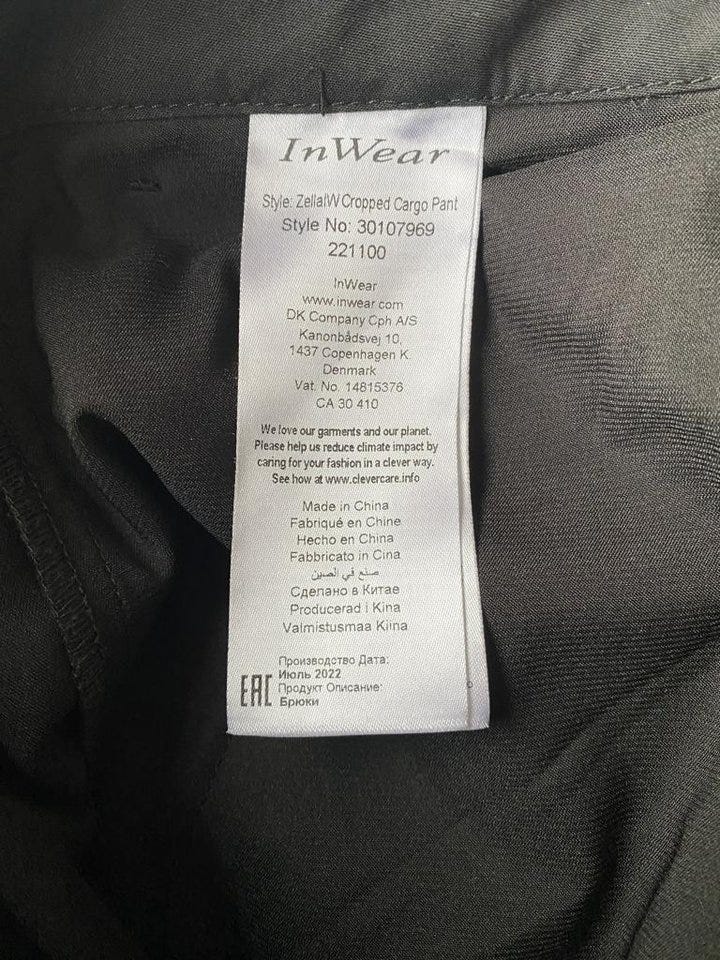 InWear
Style: ZellaIW Cropped Cargo Pant
Style No: 30107969
221100
InWear
www.inwear.com
DK Company Cph A/S
Kanonbådsvej 10,
1437 Copenhagen K.
Denmark
Vat. No. 14815376
CA 30 410
We love our garments and our planet.
Please help us reduce climate impact by
caring for your fashion in a clever way.
See how at www.clevercare.info
Made in China
Fabriqué en Chine
Hecho en China
Fabbricato in Cina
صنع في الصين
Сделано в Китае
Producerad i Kina
Valmistusmaa Kiina
Производство Дата:
Июль 2022
EAC Продукт Описание:
Брюки